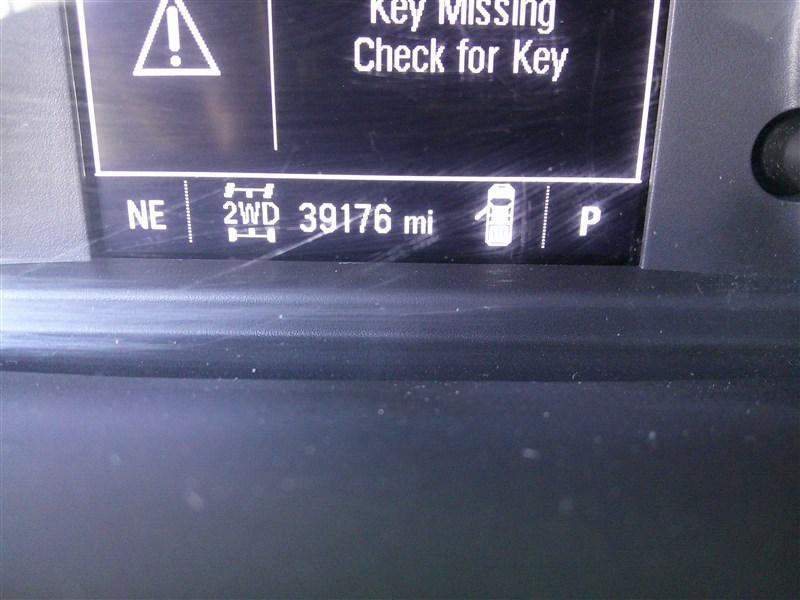 Key Missing
Check for Key
NE 2WD 39176 mi P